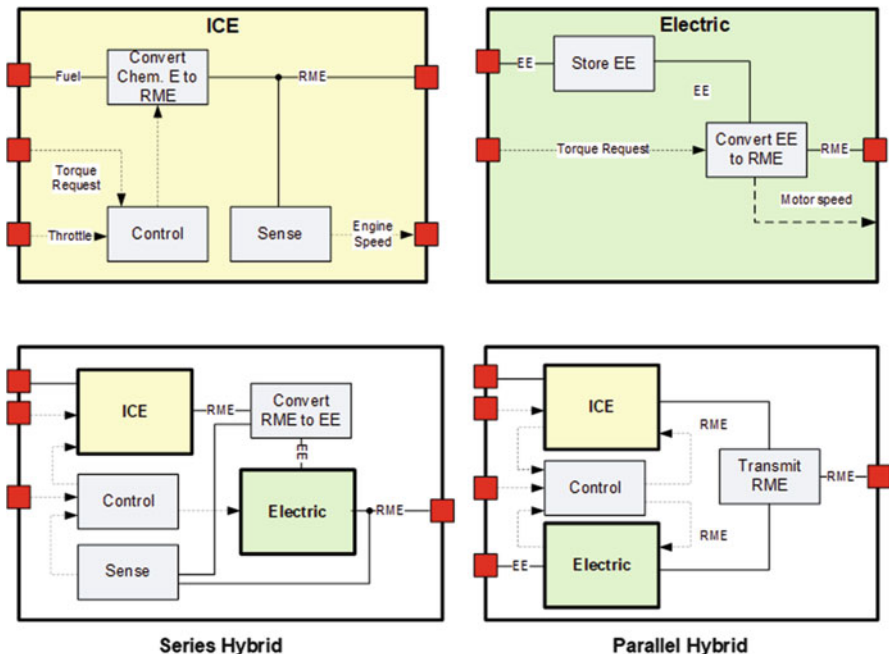 ICE
Convert
Chem. E to
RME
Fuel
RME
Torque
Request
Throttle
Control
Sense
Engine
Speed
Electric
EE
Store EE
EE
Torque Request
Convert EE
to RME
RME
Motor speed
ICE
RME
Convert
RME to EE
EE
Control
Electric
RME
Sense
Series Hybrid
ICE
RME
Control
Transmit
RME
RME
RME
EE
Electric
Parallel Hybrid